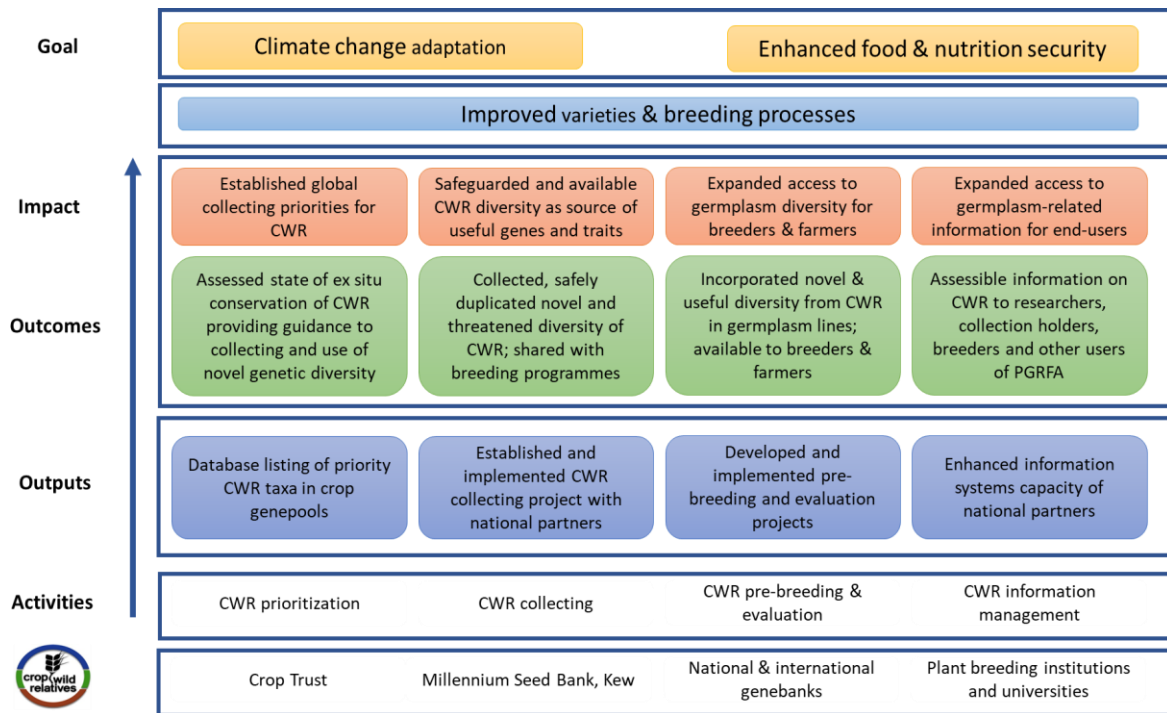 Goal
Climate change adaptation
Enhanced food & nutrition security
Improved varieties & breeding processes
Impact
Established global
collecting priorities for
CWR
Safeguarded and available
CWR diversity as source of
useful genes and traits
Expanded access to
germplasm diversity for
breeders & farmers
Expanded access to
germplasm-related
information for end-users
Outcomes
Assessed state of ex situ
conservation of CWR
providing guidance to
collecting and use of
novel genetic diversity
Collected, safely
duplicated novel and
threatened diversity of
CWR; shared with
breeding programmes
Incorporated novel &
useful diversity from CWR
in germplasm lines;
available to breeders &
farmers
Assessible information on
CWR to researchers,
collection holders,
breeders and other users
of PGRFA
Outputs
Database listing of priority
CWR taxa in crop
genepools
Established and
implemented CWR
collecting project with
national partners
Developed and
implemented pre-
breeding and evaluation
projects
Enhanced information
systems capacity of
national partners
Activities
CWR prioritization
CWR collecting
CWR pre-breeding &
evaluation
CWR information
management
crop wild
relatives
Crop Trust
Millennium Seed Bank, Kew
National & international
genebanks
Plant breeding institutions
and universities